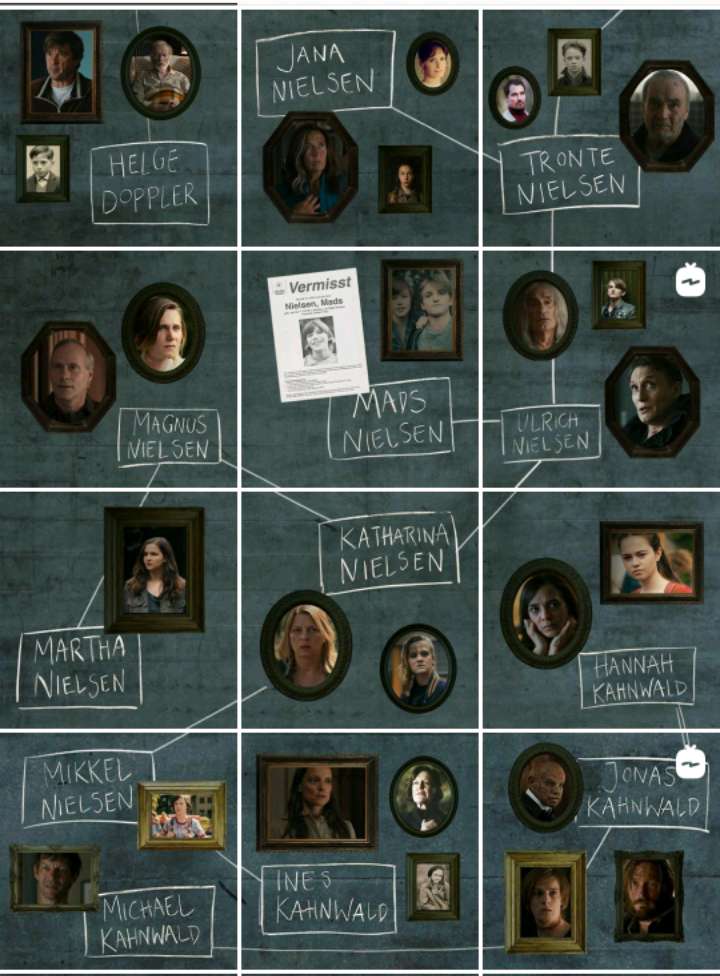 HELGE
DOPPLER
JANA
NIELSEN
TRONTE
NIELSEN
MAGNUS
NIELSEN
Vermisst
Nielsen, Mads
MADS
NIELSEN
ULRICH
NIELSEN
MARTHA
NIELSEN
KATHARINA
NIELSEN
HANNAH
KAHNWALD
MIKKEL
NIELSEN
MICHAEL
KAHNWALD
INES
KAHNWALD
JONAS
KAHNWALD